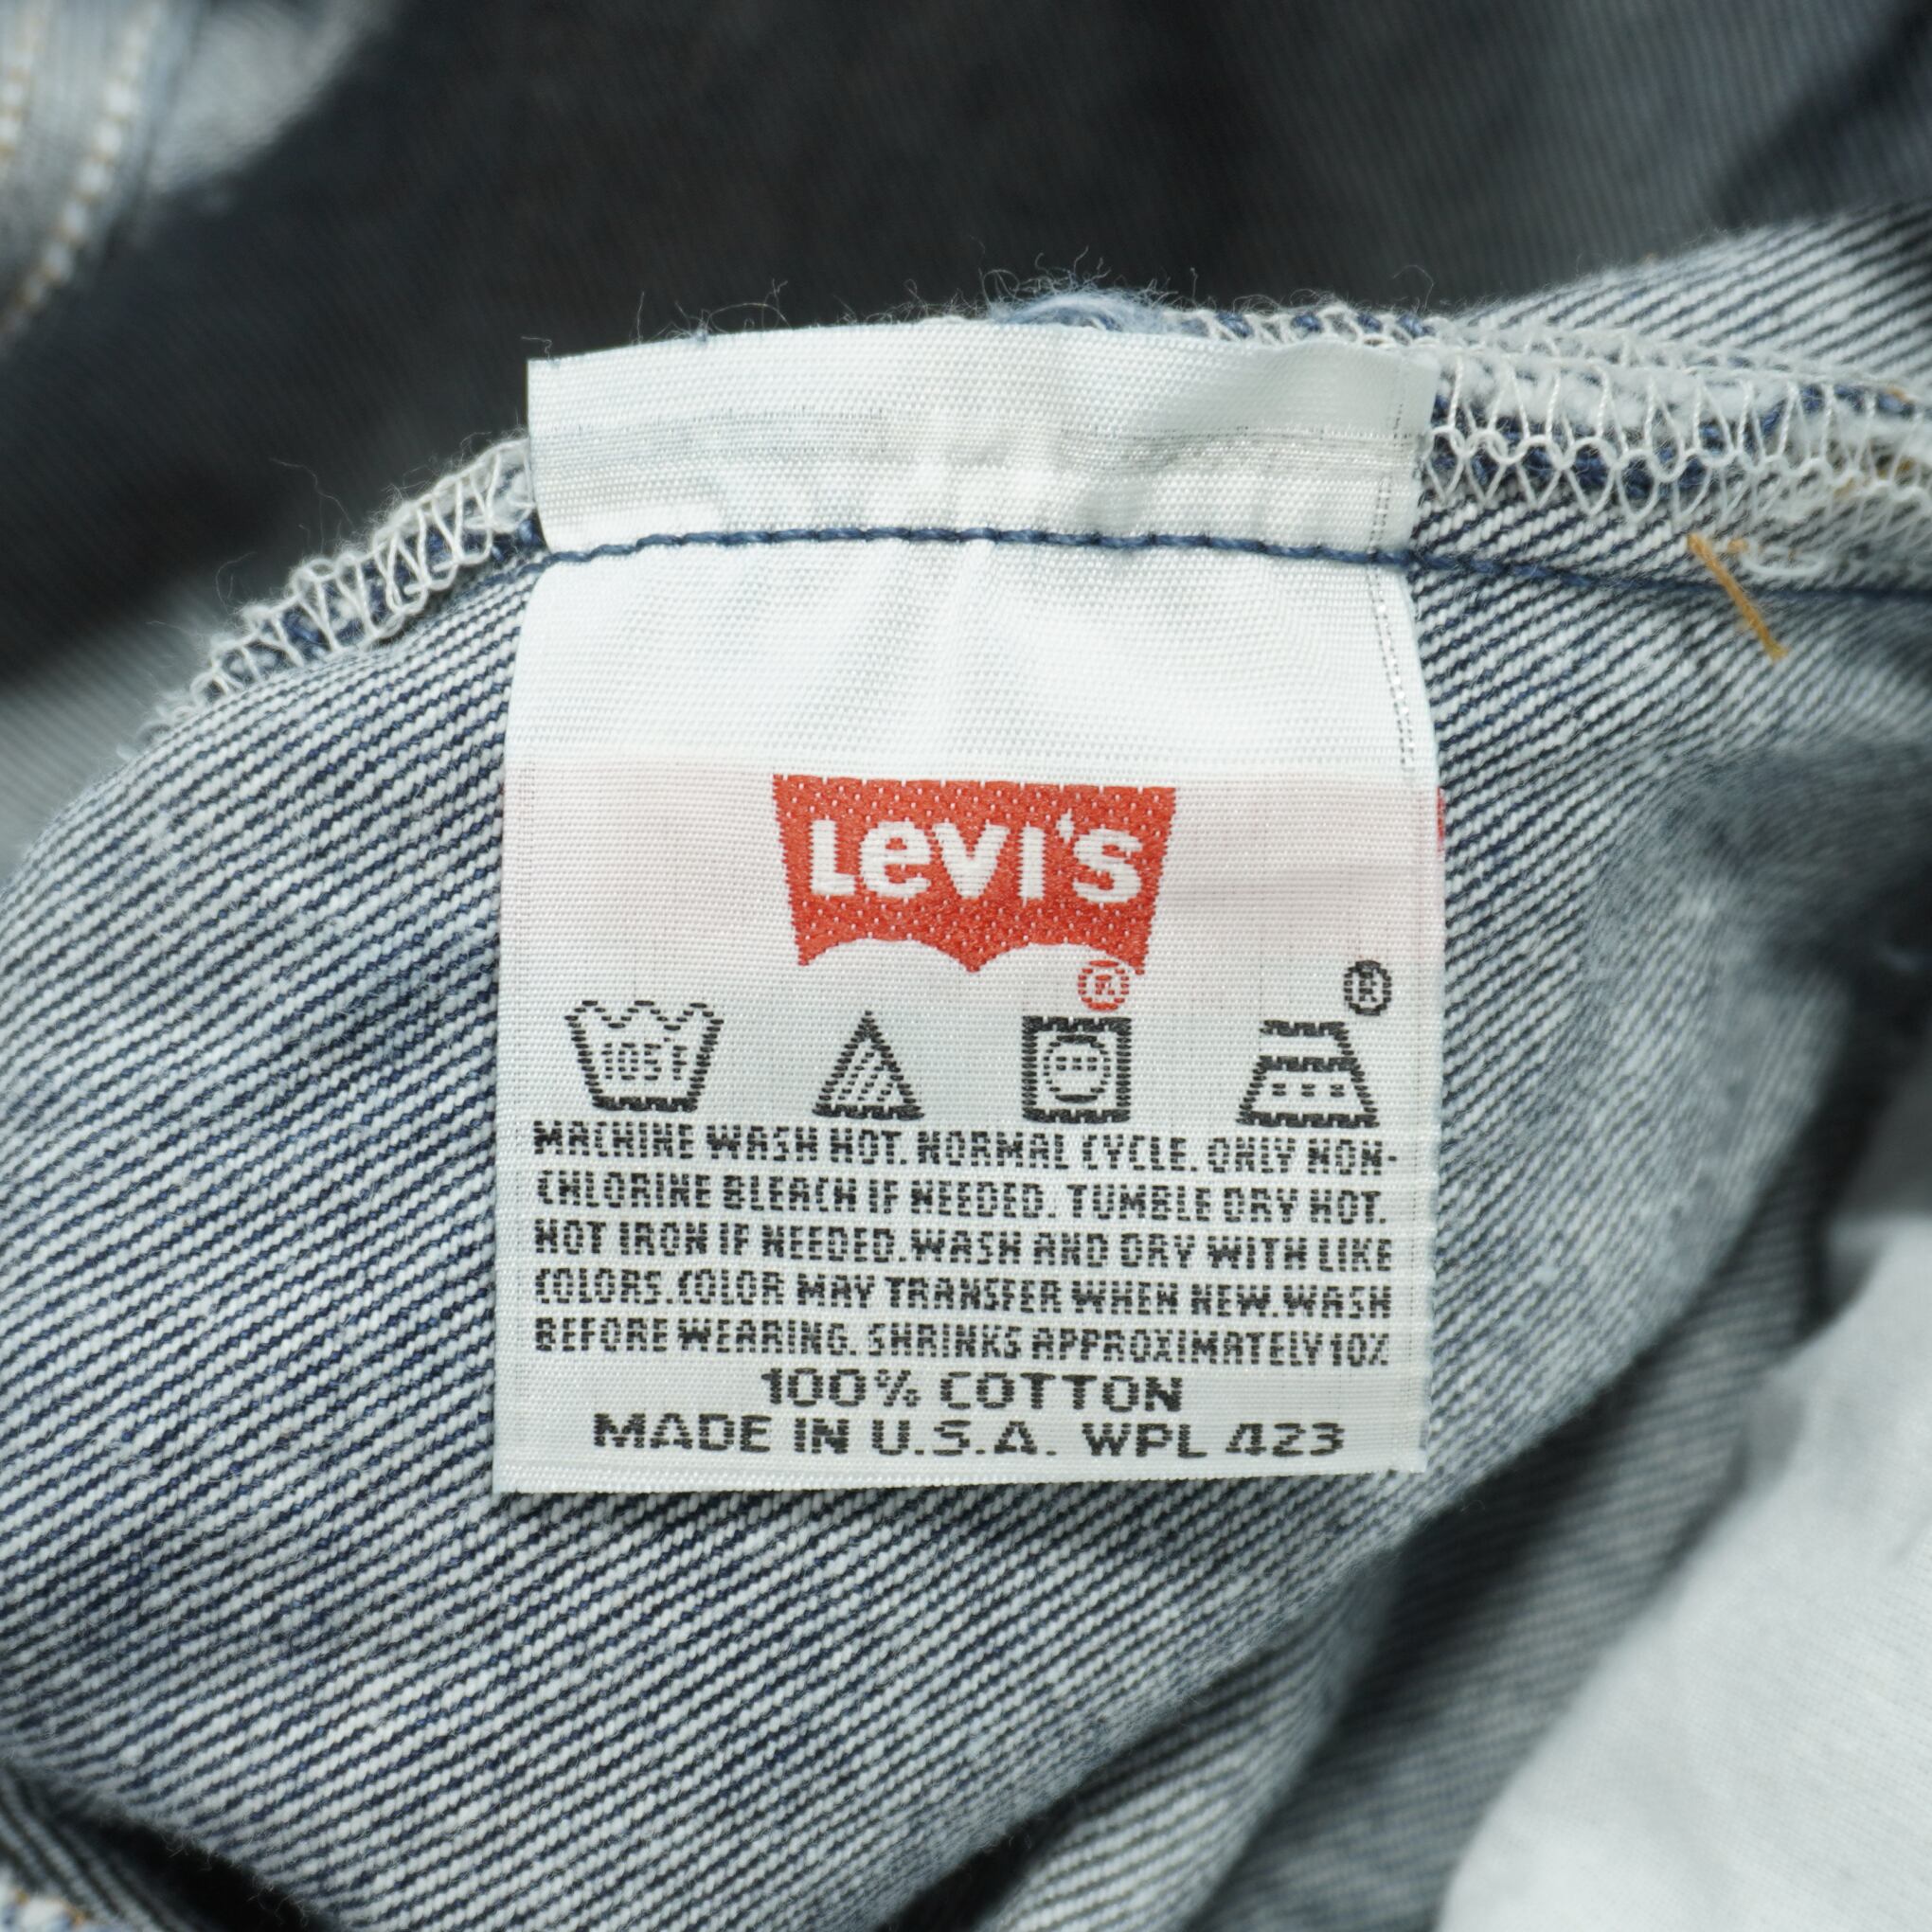 LEVI'S
®
®
105F
MACHINE WASH HOT. NORMAL CYCLE. ONLY NON-
CHLORINE BLEACH IF NEEDED. TUMBLE DRY HOT.
HOT IRON IF NEEDED. WASH AND DRY WITH LIKE
COLORS. COLOR MAY TRANSFER WHEN NEW. WASH
BEFORE WEARING. SHRINKS APPROXIMATELY 10%
100% COTTON
MADE IN U.S.A. WPL 423